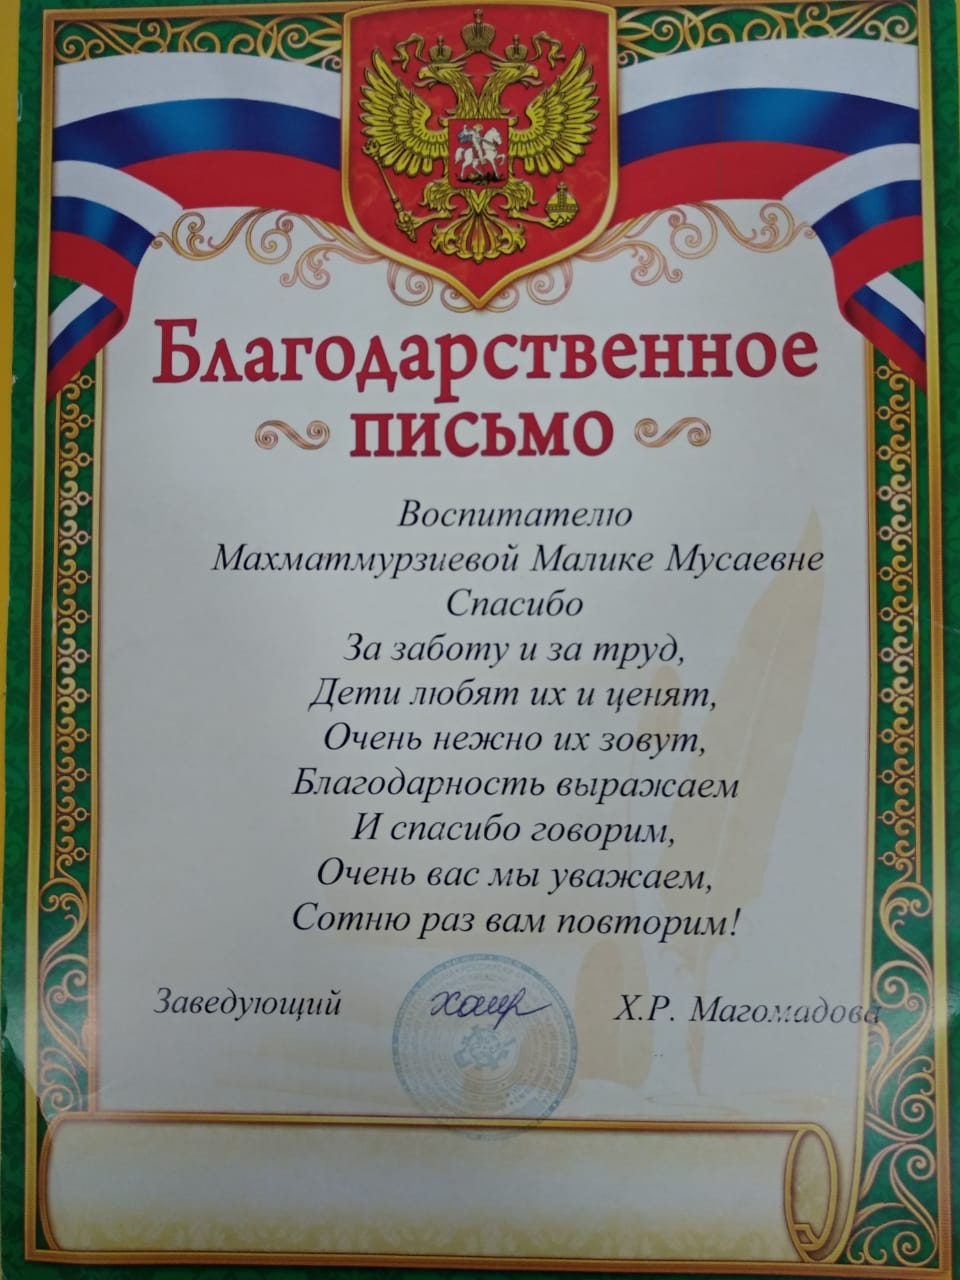 Благодарственное
письмо
Воспитателю
Махматмурзиевой Малике Мусаевне
Спасибо
За заботу и за труд,
Дети любят их и ценят,
Очень нежно их зовут,
Благодарность выражаем
И спасибо говорим,
Очень вас мы уважаем,
Сотню раз вам повторим!
Заведующий Х.Р. Магомадова